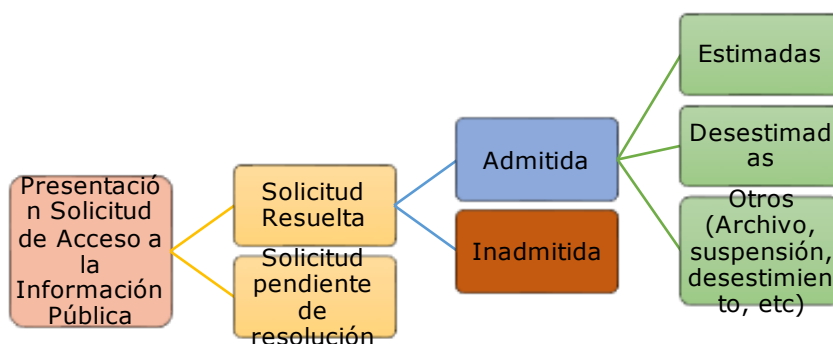 Presentació
n Solicitud
de Acceso a
la
Información
Pública
Solicitud
Resuelta
Solicitud
pendiente
de
resolución
Admitida
Inadmitida
Estimadas
Desestimad
as
Otros
(Archivo,
suspensión,
desestimien
to, etc)